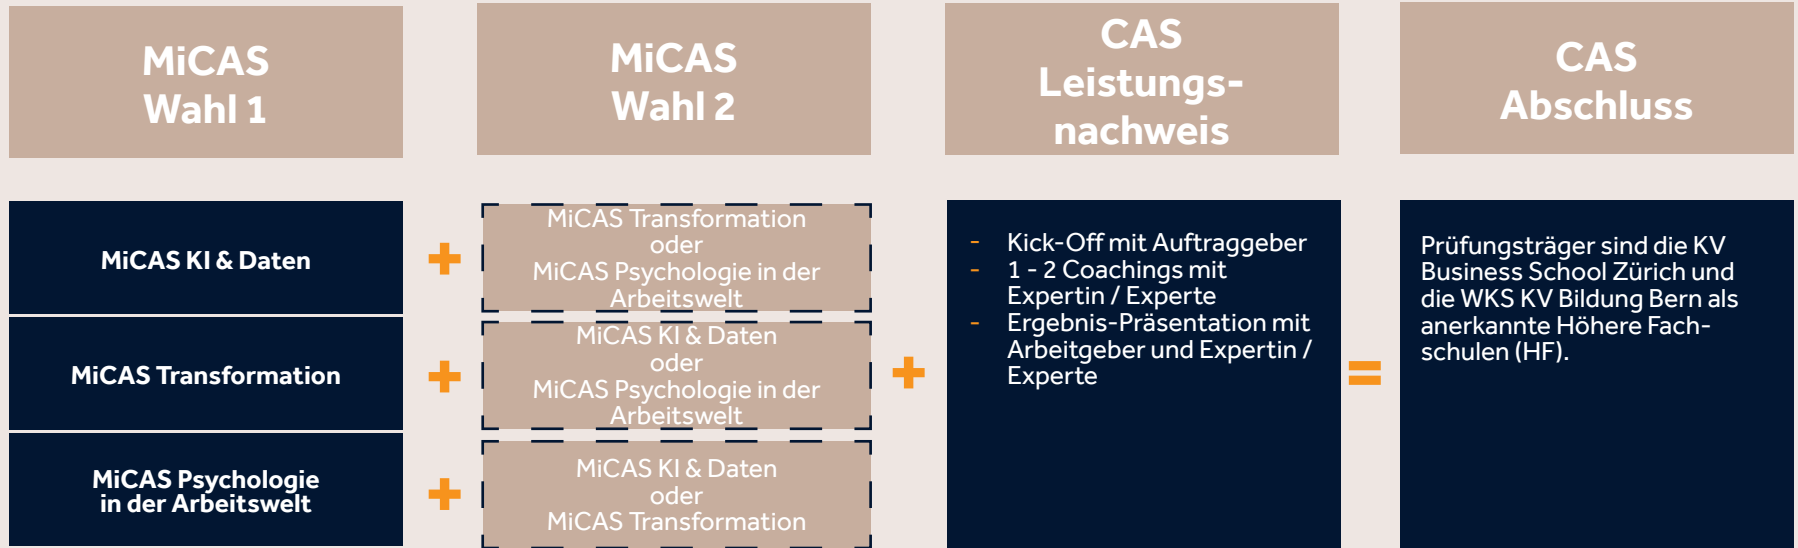 MiCAS
Wahl 1
MiCAS
Wahl 2
CAS
Leistungs-
nachweis
CAS
Abschluss
MiCAS KI & Daten
+
MiCAS Transformation
oder
MiCAS Psychologie in der
Arbeitswelt
MiCAS Transformation
+
MiCAS KI & Daten
oder
MiCAS Psychologie in der
Arbeitswelt
MiCAS Psychologie
in der Arbeitswelt
+
MiCAS KI & Daten
oder
MiCAS Transformation
+
- Kick-Off mit Auftraggeber
- 1 - 2 Coachings mit
Expertin / Experte
- Ergebnis-Präsentation mit
Arbeitgeber und Expertin /
Experte
=
Prüfungsträger sind die KV
Business School Zürich und
die WKS KV Bildung Bern als
anerkannte Höhere Fach-
schulen (HF).